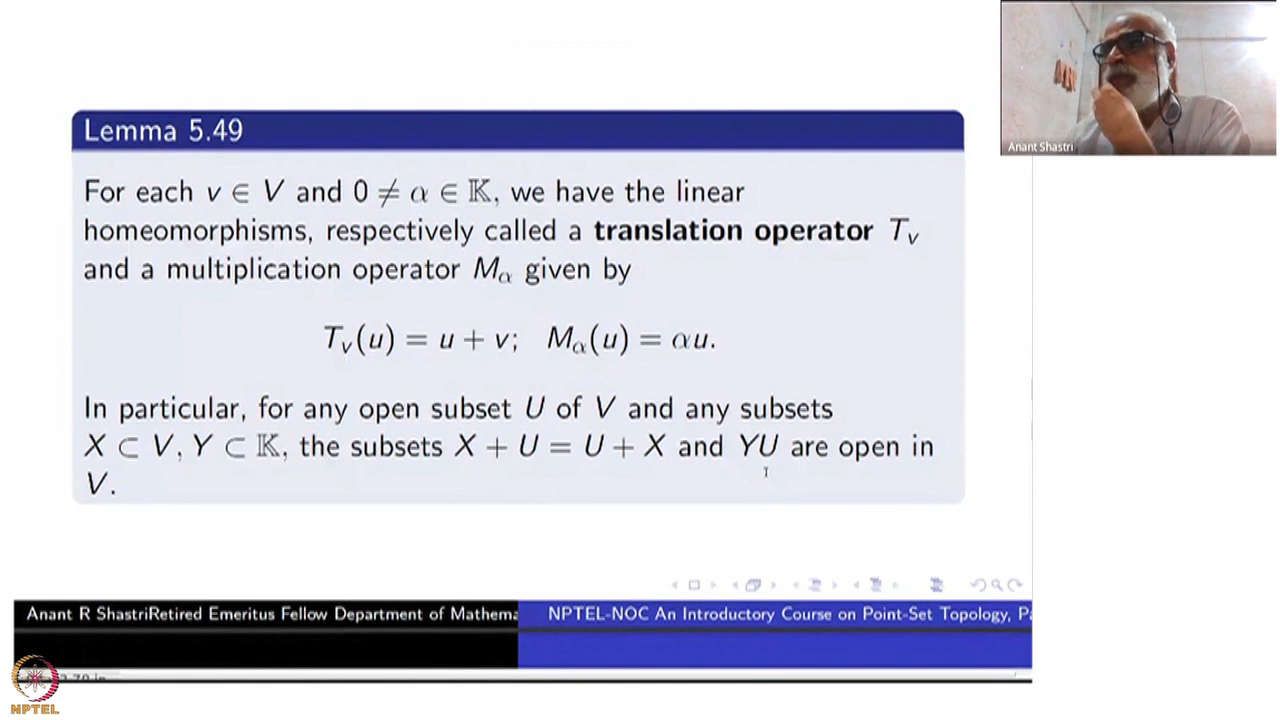 Lemma 5.49
For each v ∈ V and 0 ≠ α ∈ 𝕂, we have the linear
homeomorphisms, respectively called a translation operator Tᵥ
and a multiplication operator M_α given by
Tᵥ(u) = u + v; M_α(u) = αu.
In particular, for any open subset U of V and any subsets
X ⊂ V, Y ⊂ 𝕂, the subsets X + U = U + X and YU are open in
V.
Anant Shastri
Anant R ShastriRetired Emeritus Fellow Department of Mathema
NPTEL-NOC An Introductory Course on Point-Set Topology, Pa
NPTEL